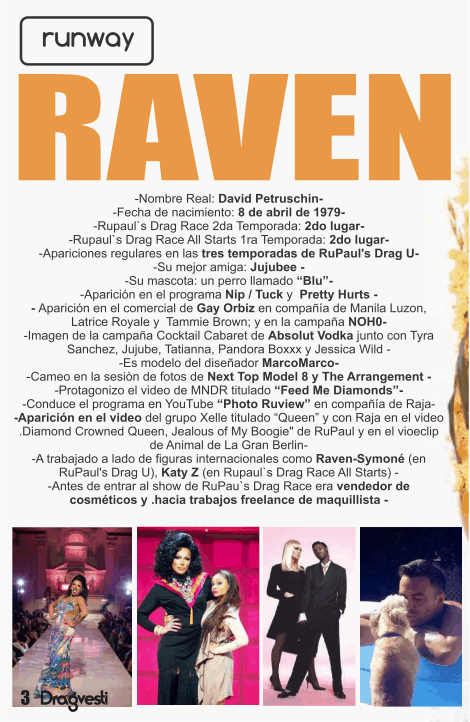 runway
RAVEN
-Nombre Real: David Petruschin-
-Fecha de nacimiento: 8 de abril de 1979-
-Rupaul`s Drag Race 2da Temporada: 2do lugar-
-Rupaul`s Drag Race All Starts 1ra Temporada: 2do lugar-
-Apariciones regulares en las tres temporadas de RuPaul's Drag U-
-Su mejor amiga: Jujubee -
-Su mascota: un perro llamado “Blu”-
-Aparición en el programa Nip / Tuck y Pretty Hurts -
- Aparición en el comercial de Gay Orbiz en compañía de Manila Luzon,
Latrice Royale y Tammie Brown; y en la campaña NOH0-
-Imagen de la campaña Cocktail Cabaret de Absolut Vodka junto con Tyra
Sanchez, Jujube, Tatianna, Pandora Boxxx y Jessica Wild -
-Es modelo del diseñador MarcoMarco-
-Cameo en la sesión de fotos de Next Top Model 8 y The Arrangement -
-Protagonizo el video de MNDR titulado “Feed Me Diamonds”-
-Conduce el programa en YouTube “Photo Ruview” en compañía de Raja-
-Aparición en el video del grupo Xelle titulado “Queen” y con Raja en el video
.Diamond Crowned Queen, Jealous of My Boogie" de RuPaul y en el vioeclip
de Animal de La Gran Berlin-
-A trabajado a lado de figuras internacionales como Raven-Symoné (en
RuPaul's Drag U), Katy Z (en Rupaul`s Drag Race All Starts) -
-Antes de entrar al show de RuPau`s Drag Race era vendedor de
cosméticos y .hacia trabajos freelance de maquillista -
3 Dragvesti